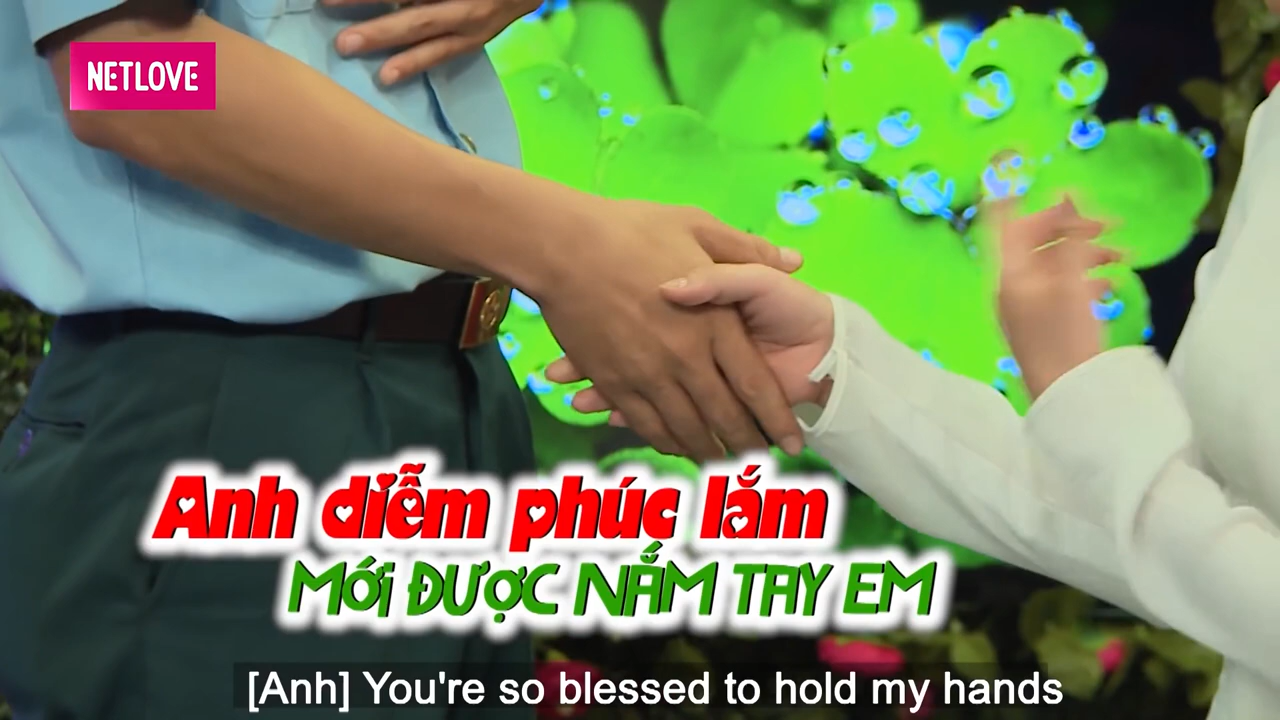 NETLOVE
Anh diễm phúc lắm
MỚI ĐƯỢC NẮM TAY EM
[Anh] You're so blessed to hold my hands